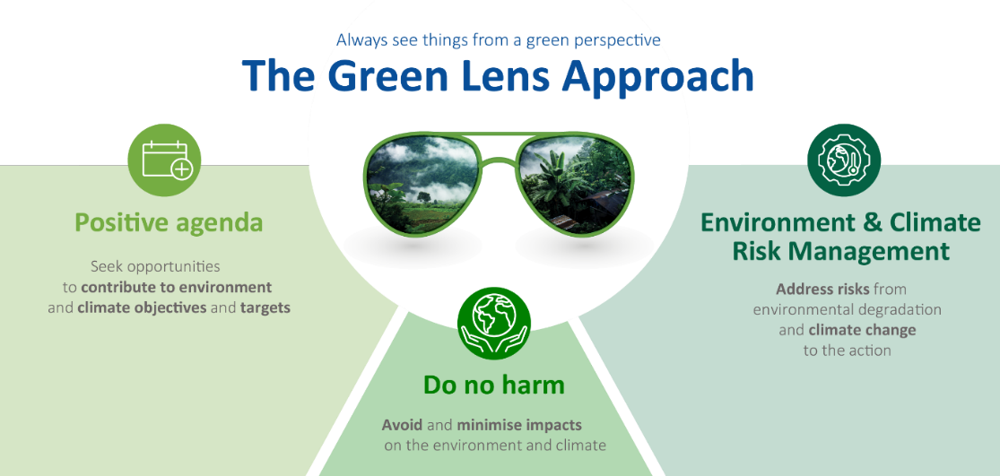 Always see things from a green perspective
The Green Lens Approach
Positive agenda
Seek opportunities
to contribute to environment
and climate objectives and targets
Do no harm
Avoid and minimise impacts
on the environment and climate
Environment & Climate
Risk Management
Address risks from
environmental degradation
and climate change
to the action